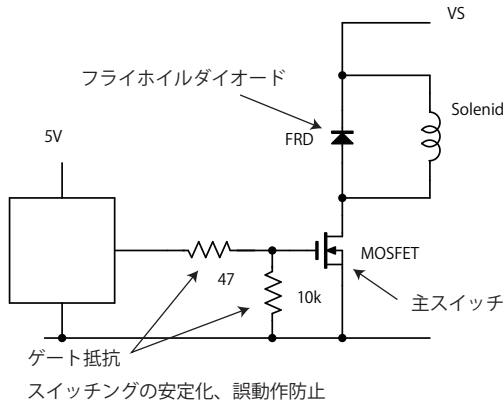 VS
フライホイルダイオード
Solenid
5V
FRD
MOSFET
47
10k
主スイッチ
ゲート抵抗
スイッチングの安定化、誤動作防止